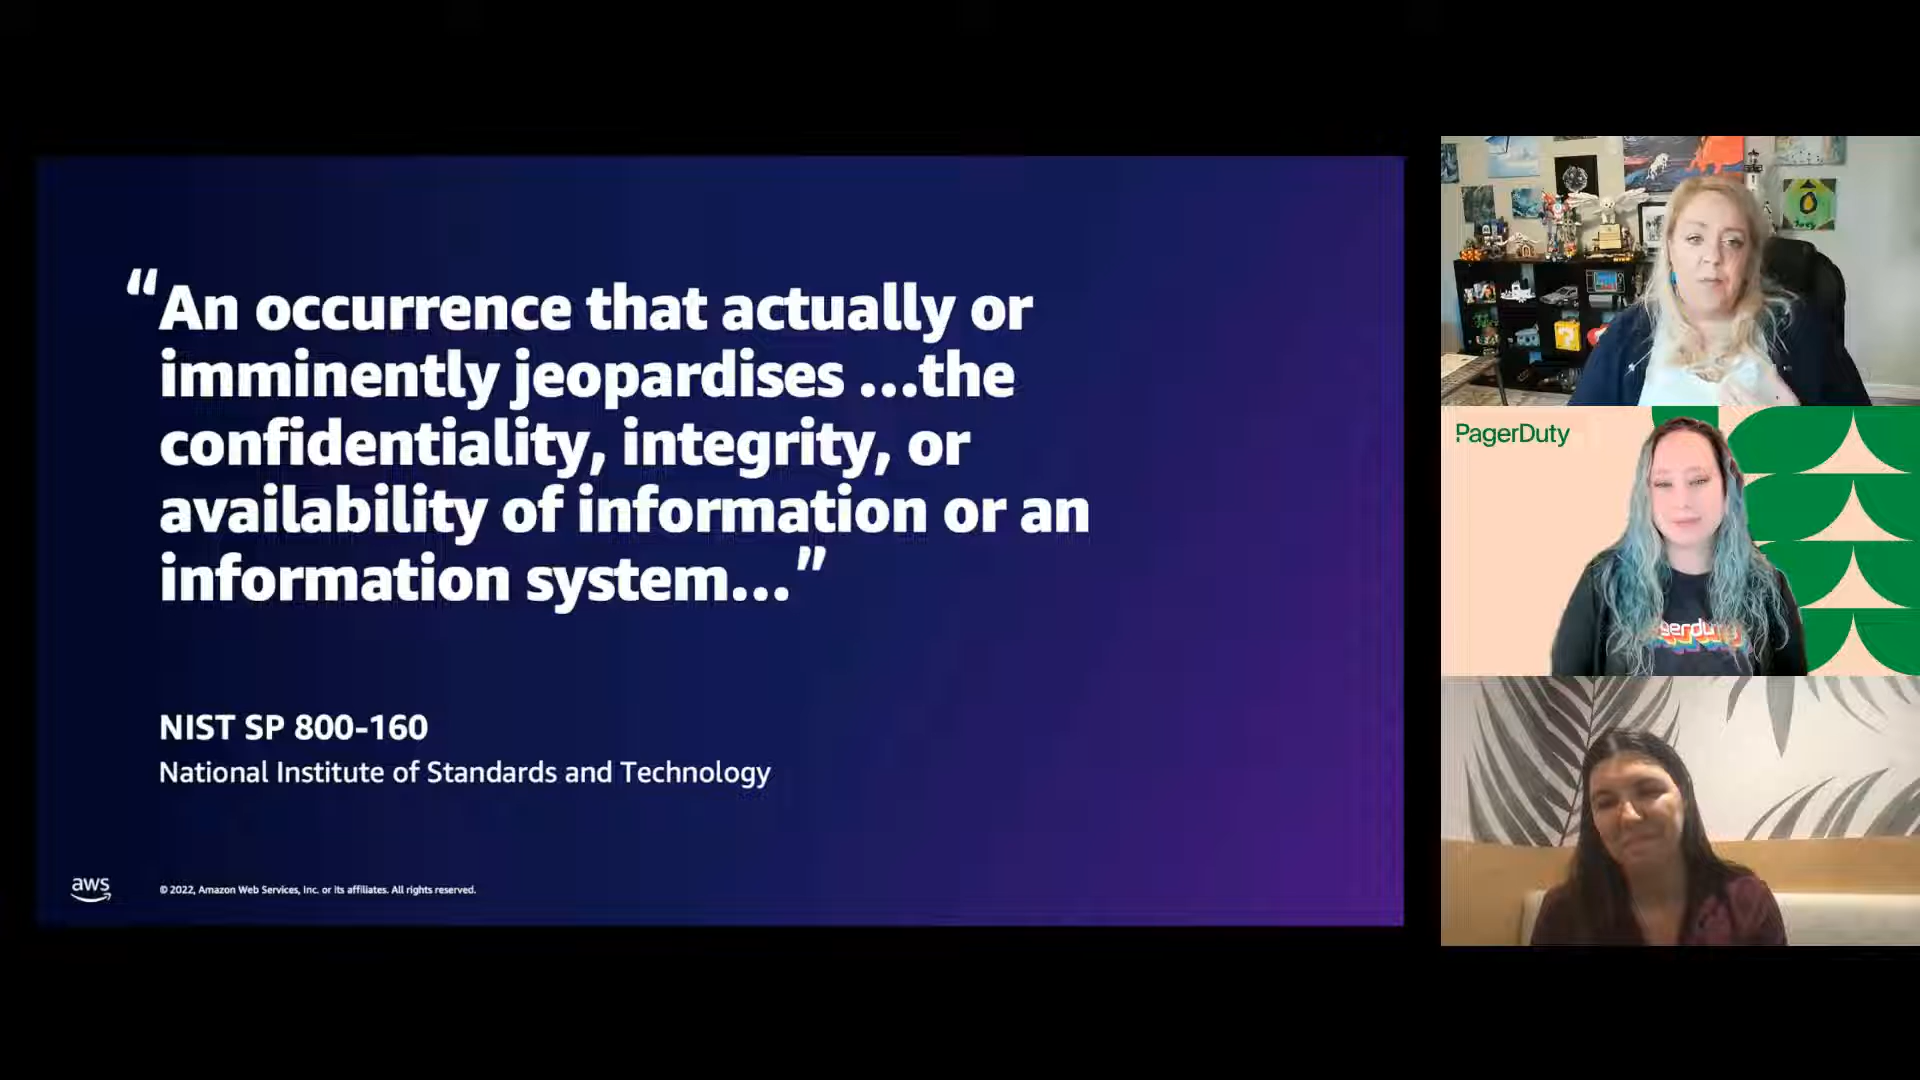 “An occurrence that actually or
imminently jeopardises ...the
confidentiality, integrity, or
availability of information or an
information system...”
NIST SP 800-160
National Institute of Standards and Technology
aws
© 2022, Amazon Web Services, Inc. or its affiliates. All rights reserved.
PagerDuty
gerdu